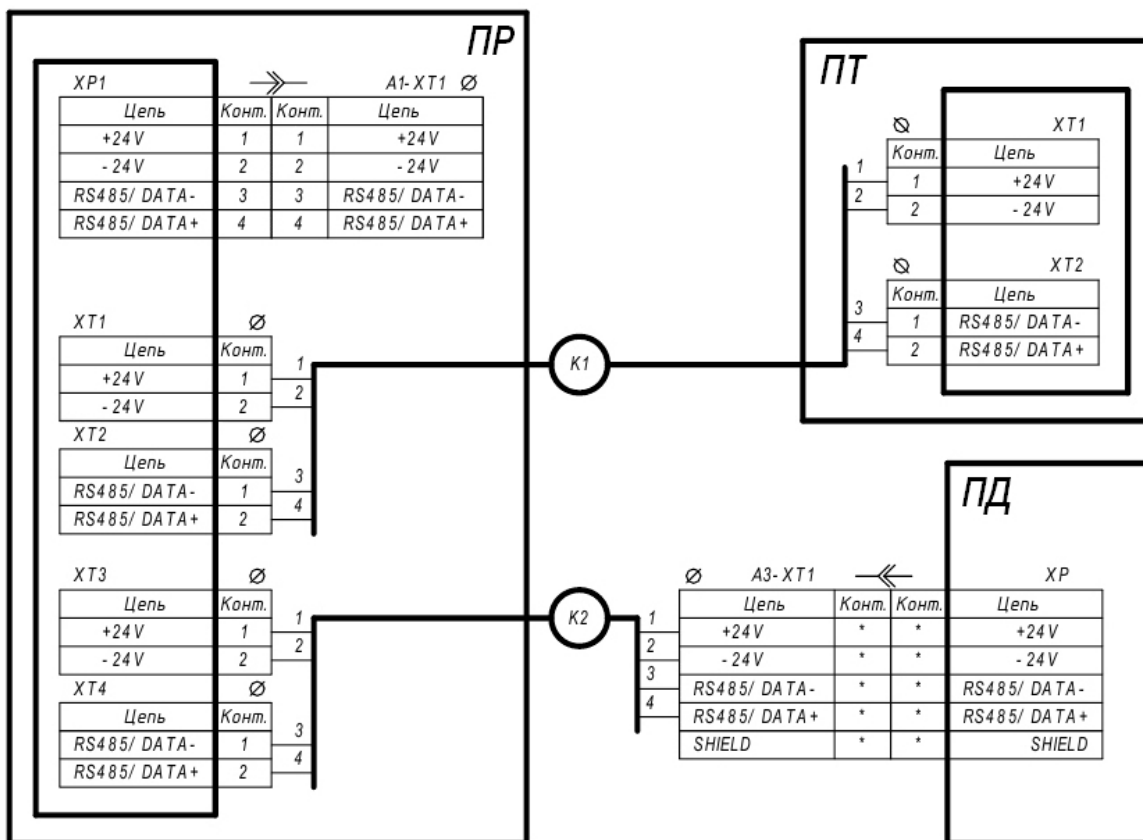 ПР
XP1 A1-XT1
Цепь Конт. Конт. Цепь
+24V 1 1 +24V
-24V 2 2 -24V
RS485/ DATA- 3 3 RS485/ DATA-
RS485/ DATA+ 4 4 RS485/ DATA+
XT1
Цепь Конт.
+24V 1 1
-24V 2 2
XT2
Цепь Конт.
RS485/ DATA- 1 3
RS485/ DATA+ 2 4
XT3
Цепь Конт.
+24V 1 1
-24V 2 2
XT4
Цепь Конт.
RS485/ DATA- 1 3
RS485/ DATA+ 2 4
K1
K2
ПТ
XT1
Конт. Цепь
1 1 +24V
2 2 -24V
XT2
Конт. Цепь
3 1 RS485/ DATA-
4 2 RS485/ DATA+
ПД
A3-XT1 XP
Цепь Конт. Конт. Цепь
1 +24V * * +24V
2 -24V * * -24V
3 RS485/ DATA- * * RS485/ DATA-
4 RS485/ DATA+ * * RS485/ DATA+
SHIELD * * SHIELD